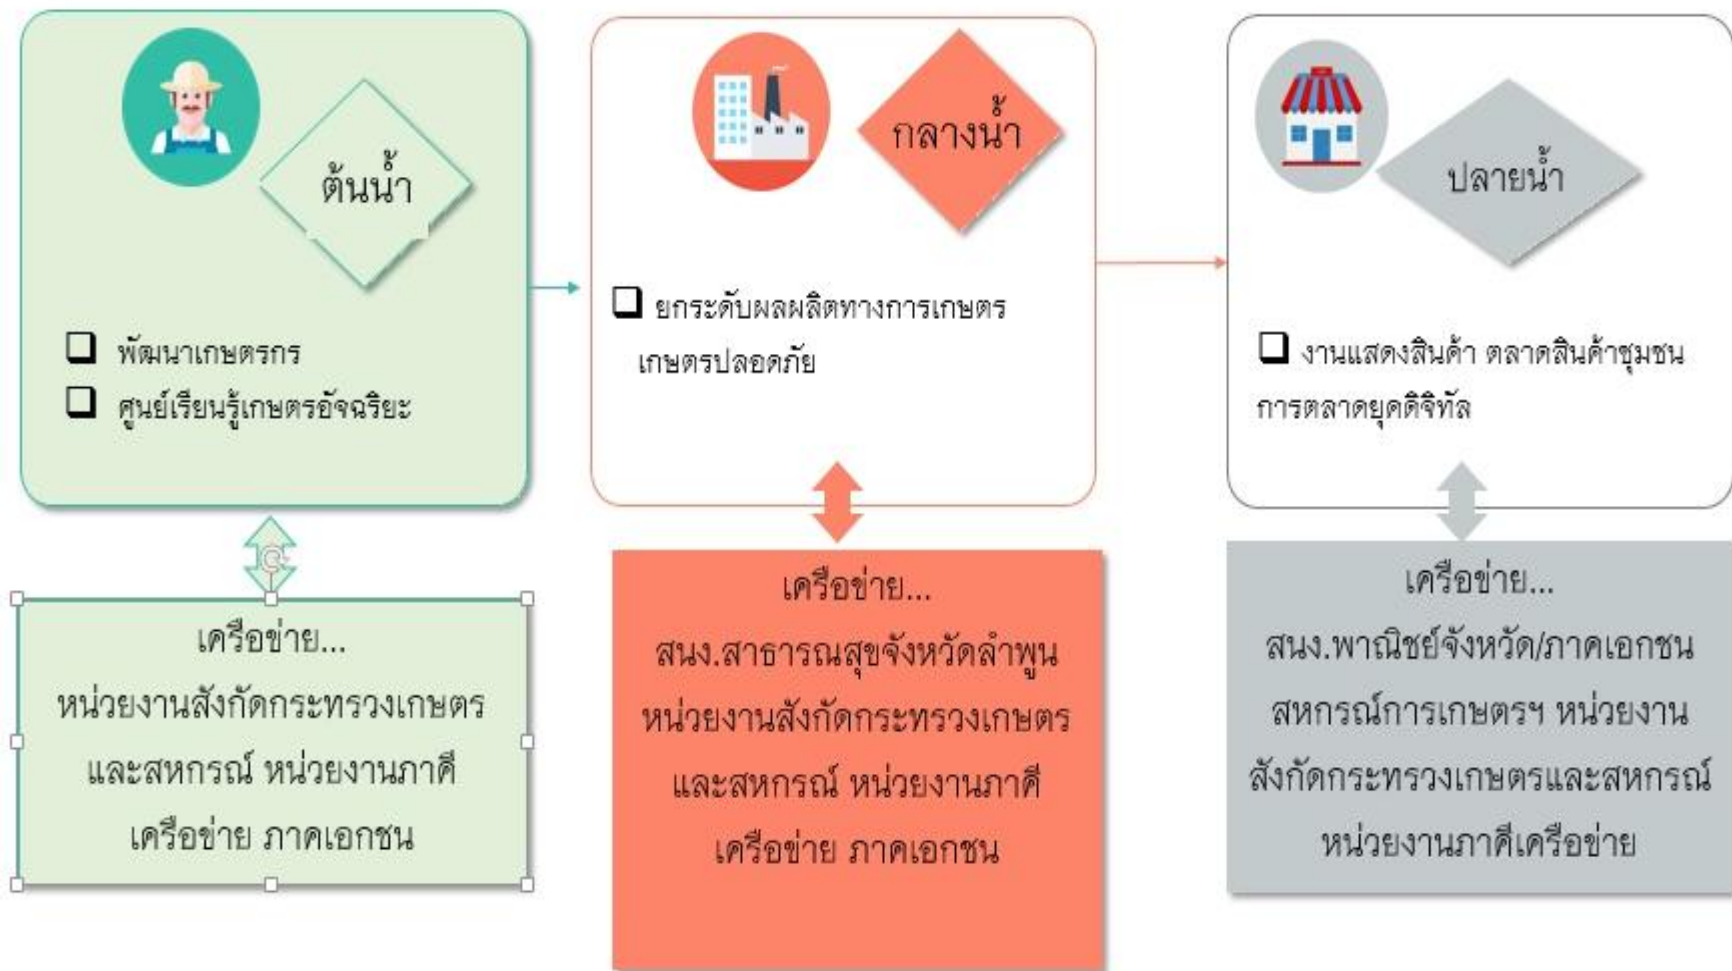 ต้นน้ำ
❑ พัฒนาเกษตรกร
❑ ศูนย์เรียนรู้เกษตรอัจฉริยะ
เครือข่าย...
หน่วยงานสังกัดกระทรวงเกษตร
และสหกรณ์ หน่วยงานภาคี
เครือข่าย ภาคเอกชน
กลางน้ำ
❑ ยกระดับผลผลิตทางการเกษตร
เกษตรปลอดภัย
เครือข่าย...
สนง.สาธารณสุขจังหวัดลำพูน
หน่วยงานสังกัดกระทรวงเกษตร
และสหกรณ์ หน่วยงานภาคี
เครือข่าย ภาคเอกชน
ปลายน้ำ
❑ งานแสดงสินค้า ตลาดสินค้าชุมชน
การตลาดยุคดิจิทัล
เครือข่าย...
สนง.พาณิชย์จังหวัด/ภาคเอกชน
สหกรณ์การเกษตรฯ หน่วยงาน
สังกัดกระทรวงเกษตรและสหกรณ์
หน่วยงานภาคีเครือข่าย